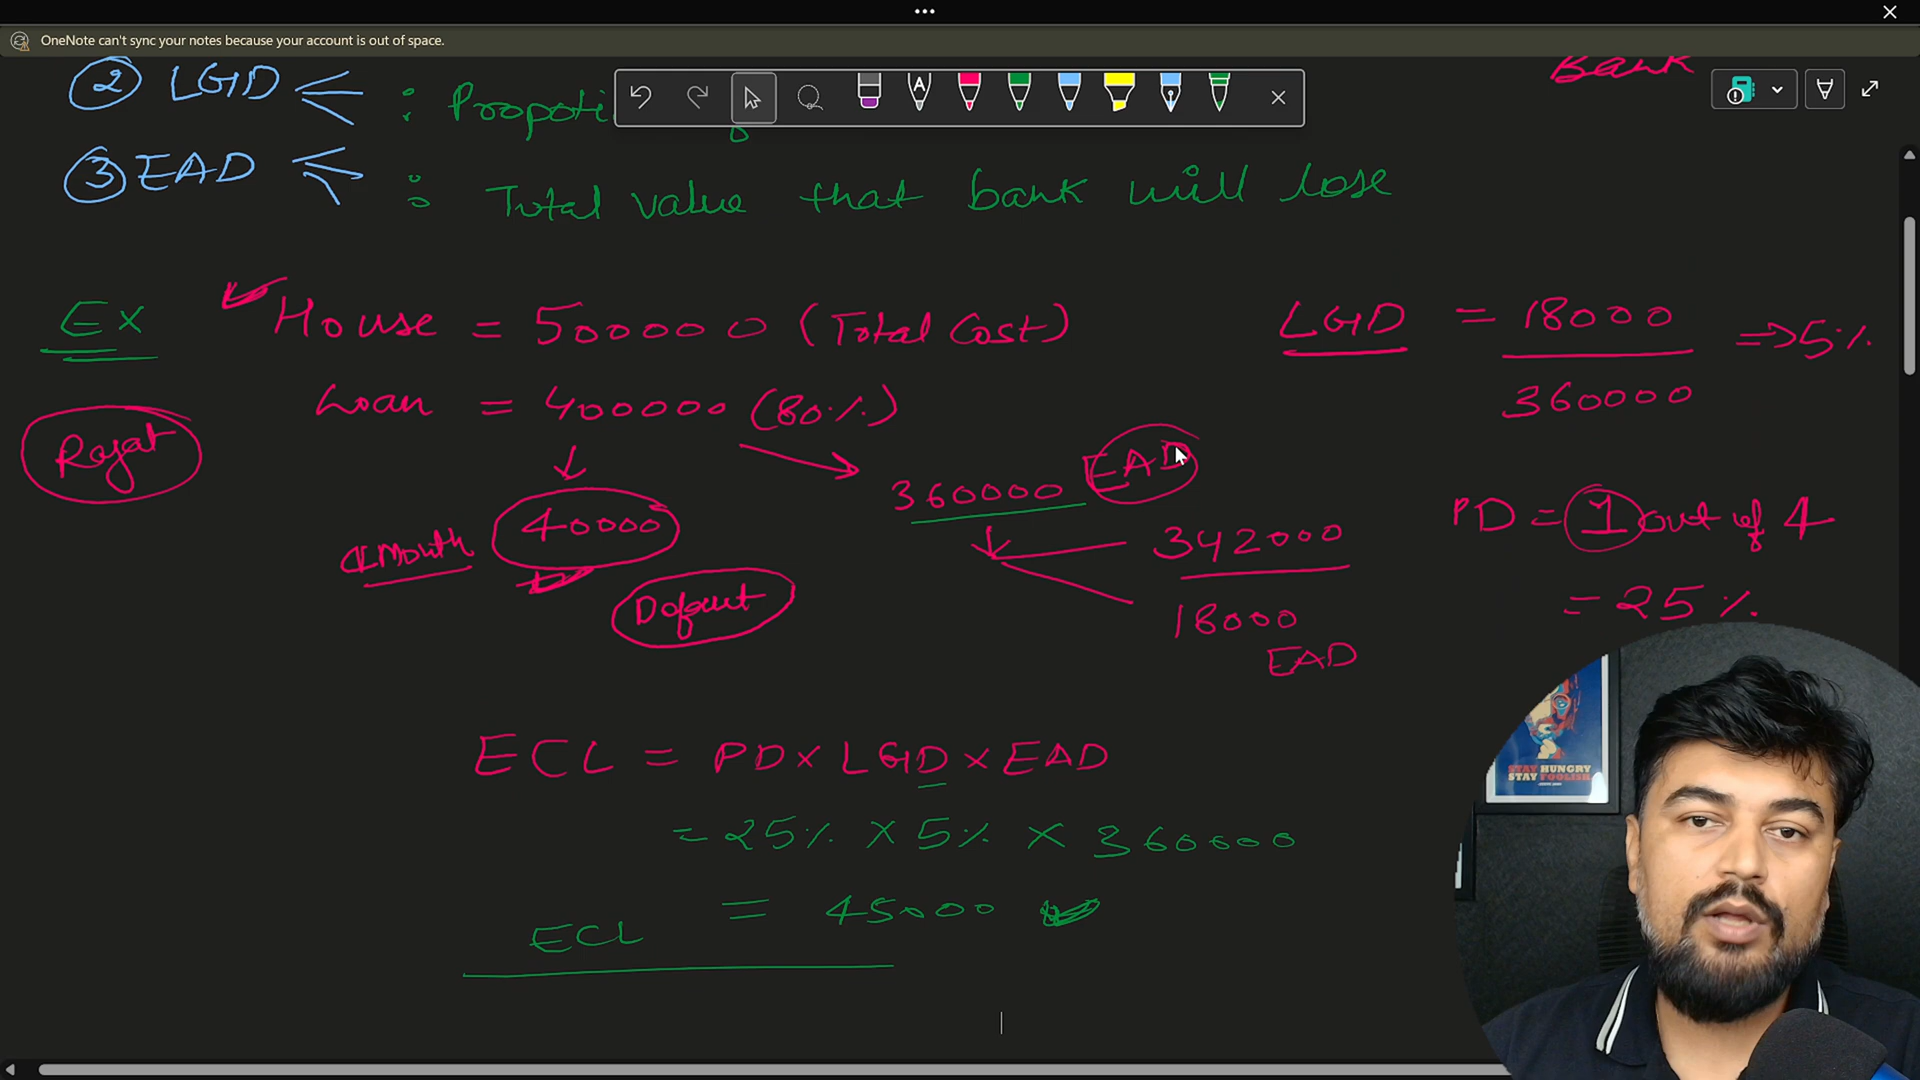 OneNote can't sync your notes because your account is out of space.
Bank
② LGD : Propoti
③ EAD : Total value that bank will lose
Ex House = 500000 (Total Cost)
Loan = 400000 (80%)
Rajat
LGD = 18000 / 360000 ⇒ 5%
360000 EAD
40000
Default
342000
18000
EAD
PD = 1 out of 4
= 25%
ECL = PD × LGD × EAD
= 25% × 5% × 360000
ECL = 45000
STAY HUNGRY
STAY FOOLISH